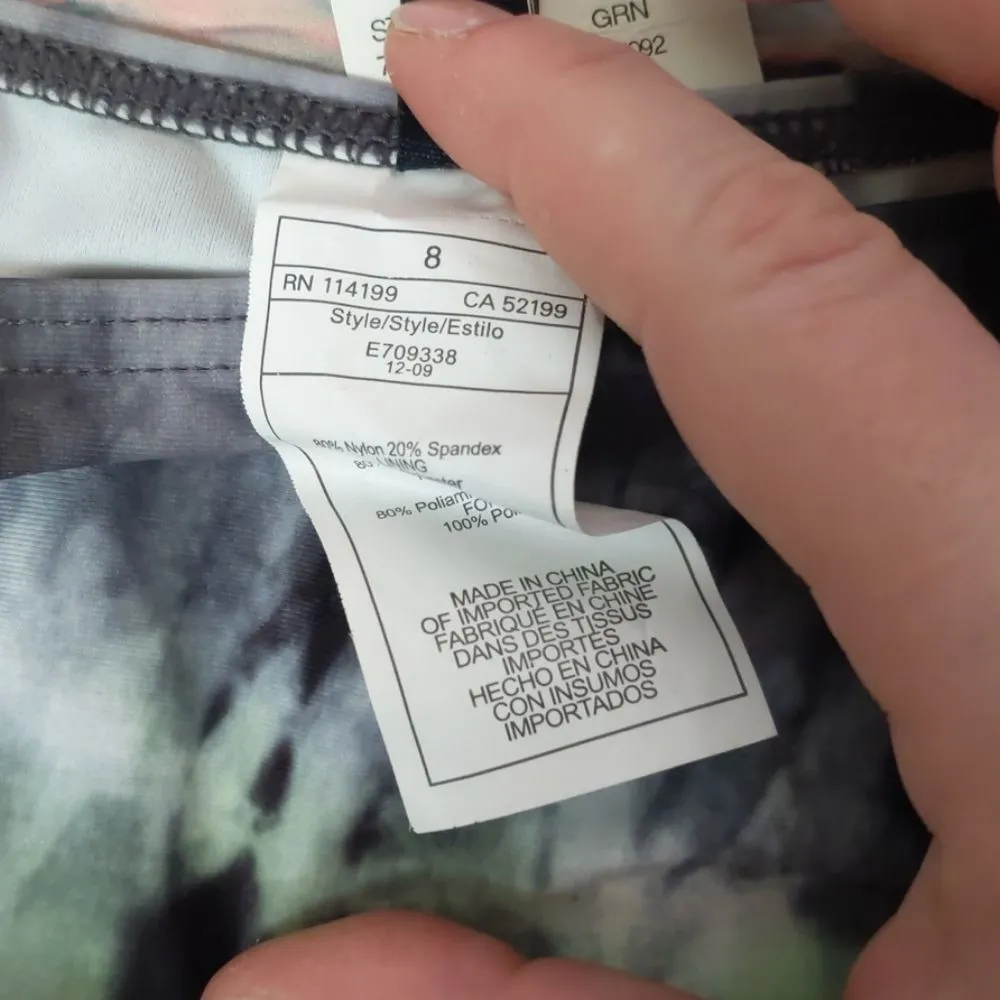 GRN
8
RN 114199 CA 52199
Style/Style/Estilo
E709338
12-09
80% Nylon 20% Spandex
80% Poliam
100%
MADE IN CHINA
OF IMPORTED FABRIC
FABRIQUÉ EN CHINE
DANS DES TISSUS
IMPORTÉS
HECHO EN CHINA
CON INSUMOS
IMPORTADOS